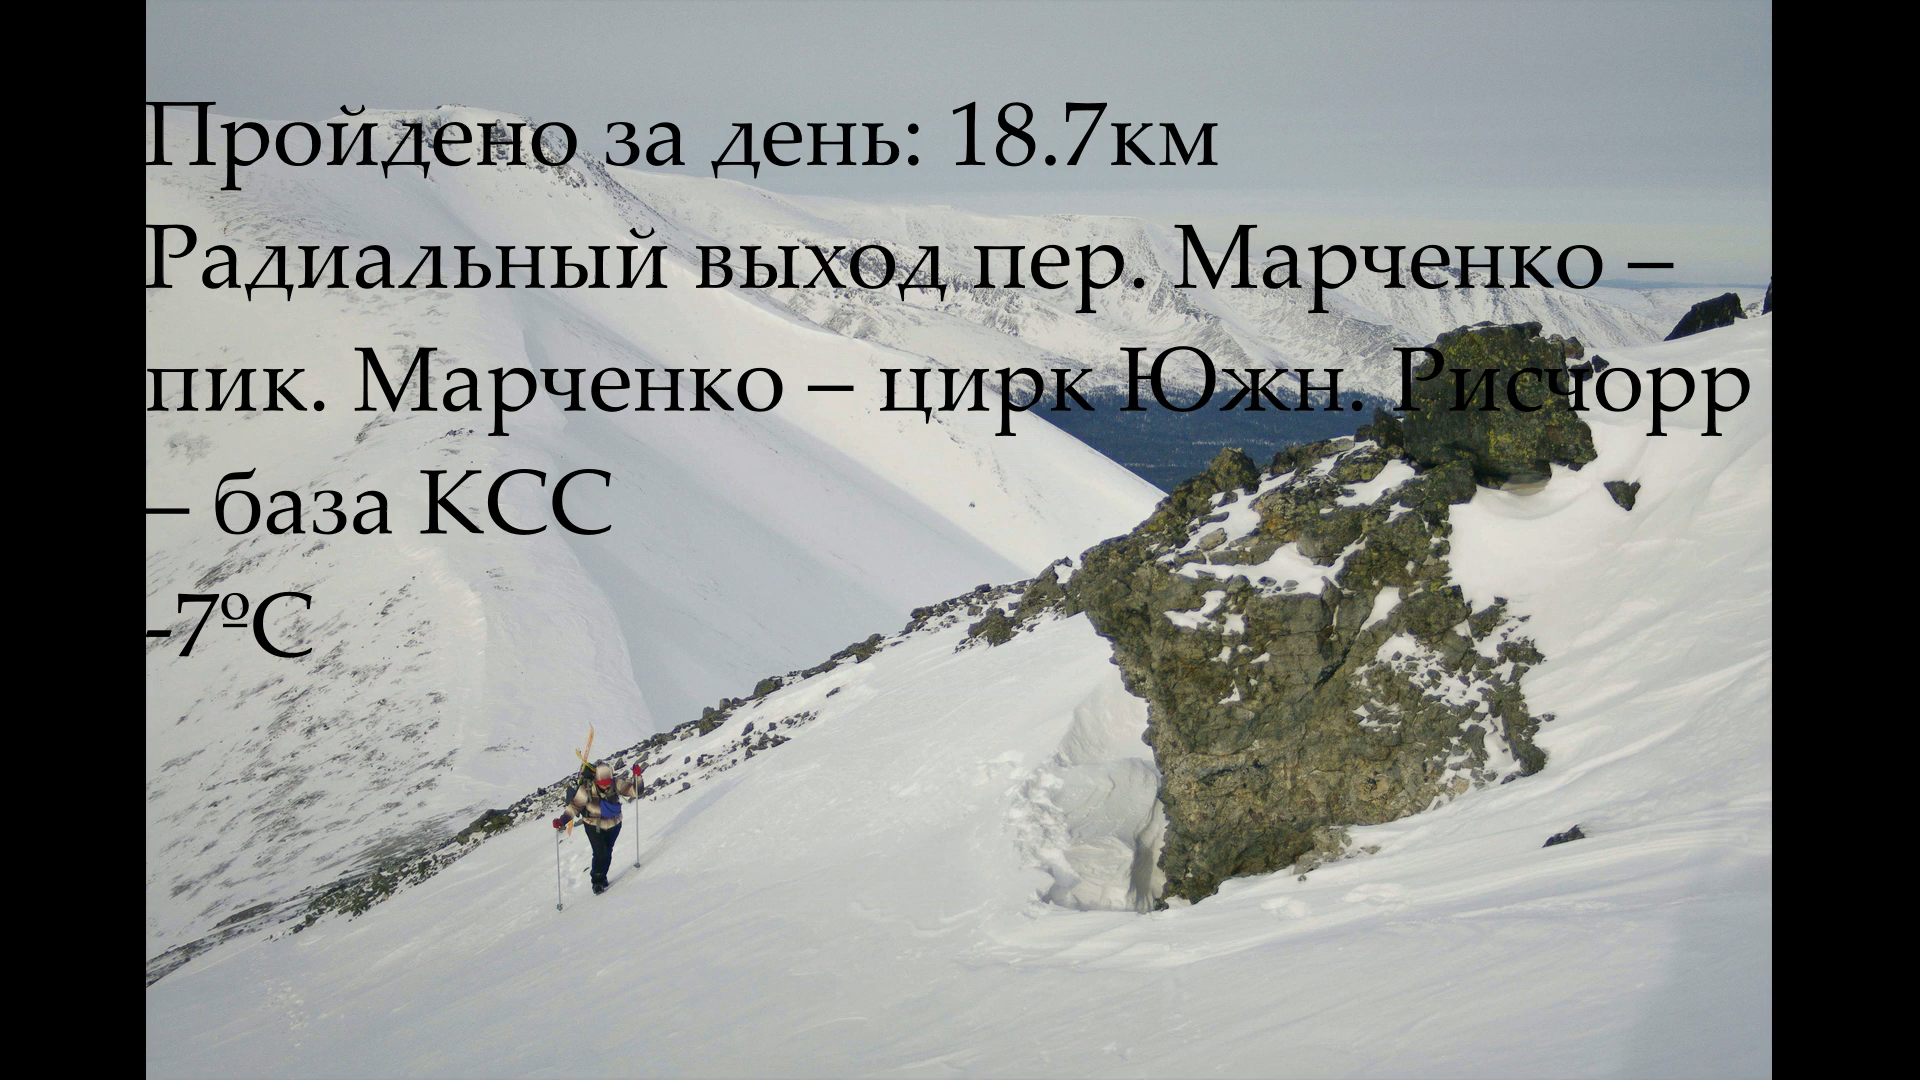 Пройдено за день: 18.7км
Радиальный выход пер. Марченко –
пик. Марченко – цирк Южн. Рисчорр
– база КСС
-7ºС